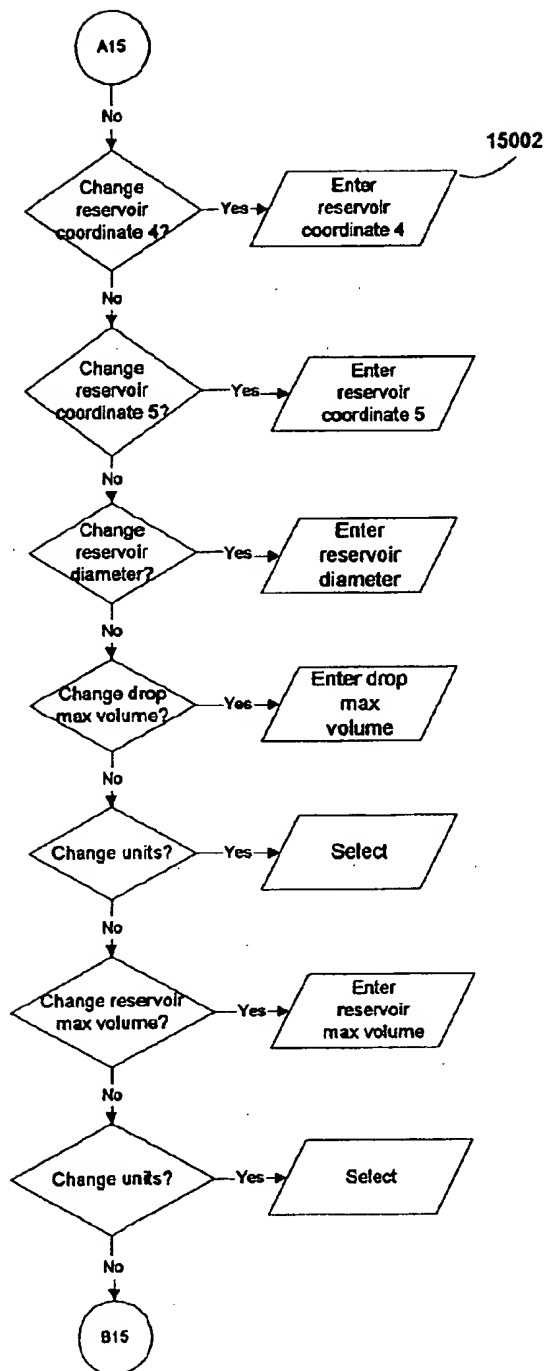 A15
No
15002
Change
reservoir
coordinate 4?
Yes
Enter
reservoir
coordinate 4
No
Change
reservoir
coordinate 5?
Yes
Enter
reservoir
coordinate 5
No
Change
reservoir
diameter?
Yes
Enter
reservoir
diameter
No
Change drop
max volume?
Yes
Enter drop
max
volume
No
Change units?
Yes
Select
No
Change reservoir
max volume?
Yes
Enter
reservoir
max volume
No
Change units?
Yes
Select
No
B15